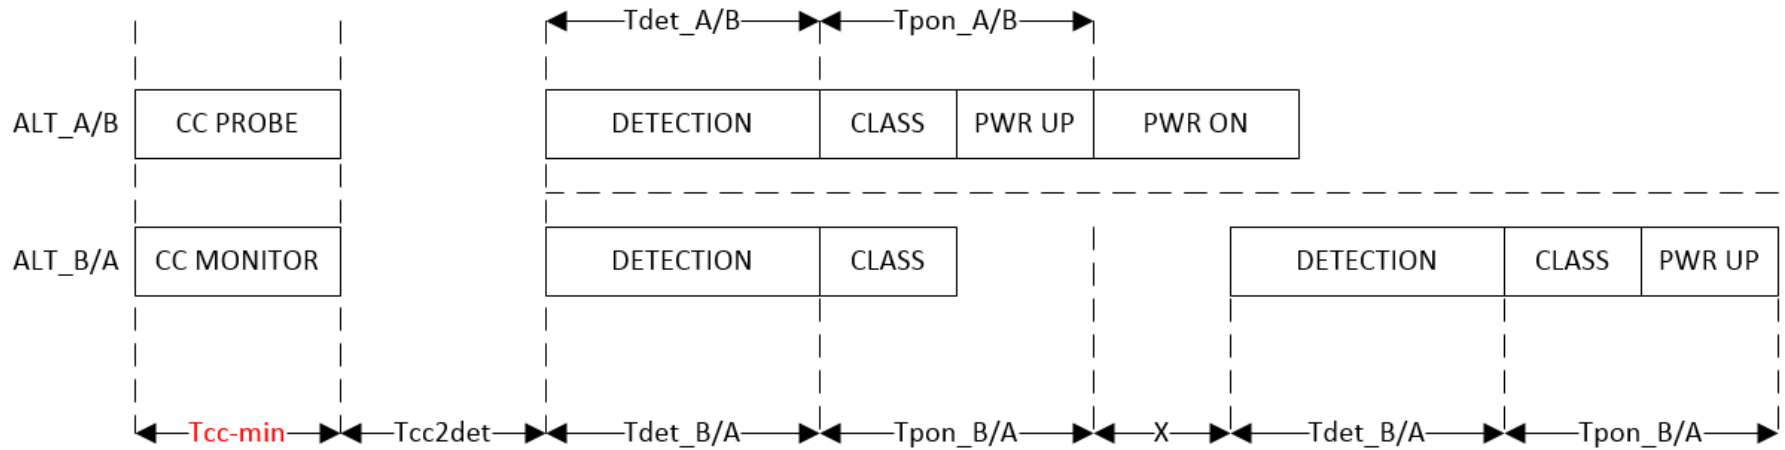 Tdet_A/B Tpon_A/B
ALT_A/B CC PROBE DETECTION CLASS PWR UP PWR ON
ALT_B/A CC MONITOR DETECTION CLASS DETECTION CLASS PWR UP
Tcc-min Tcc2det Tdet_B/A Tpon_B/A X Tdet_B/A Tpon_B/A